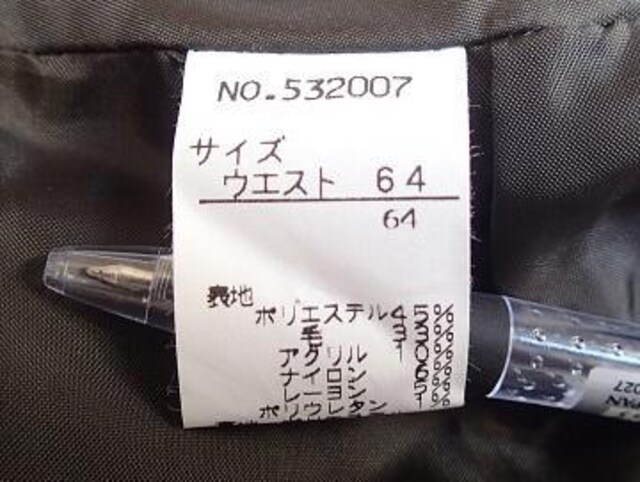 NO.532007
サイズ
ウエスト 64
64
表地
ポリエステル
毛
アクリル
ナイロン
レーヨン
ポリウレタン
PAN
027